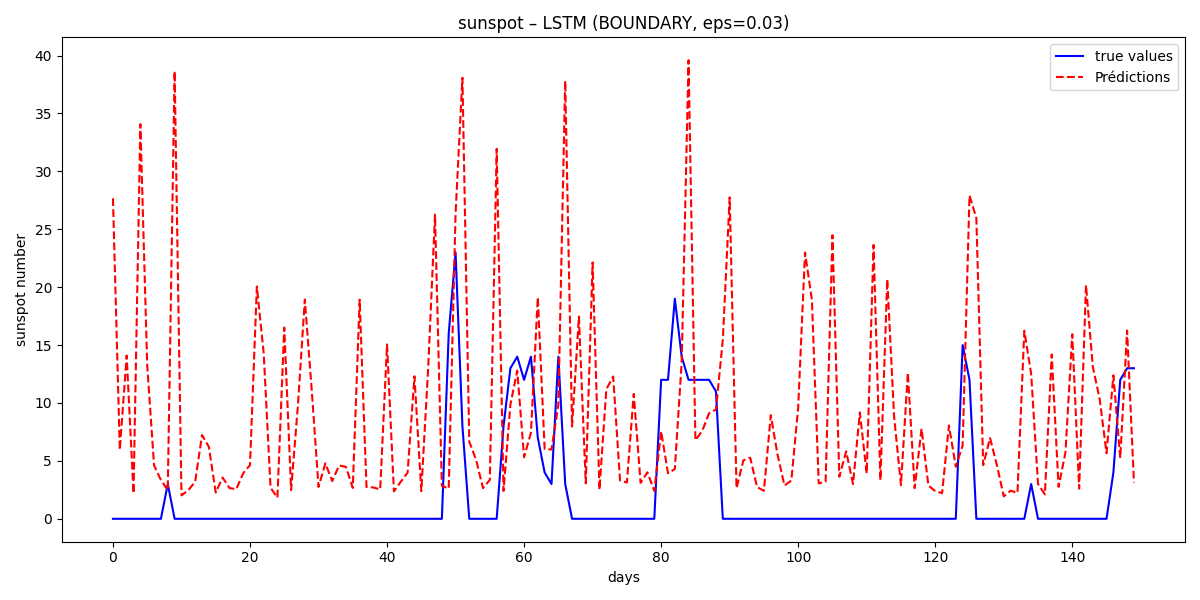 sunspot – LSTM (BOUNDARY, eps=0.03)
true values
Prédictions
sunspot number
40
35
30
25
20
15
10
5
0
0 20 40 60 80 100 120 140
days